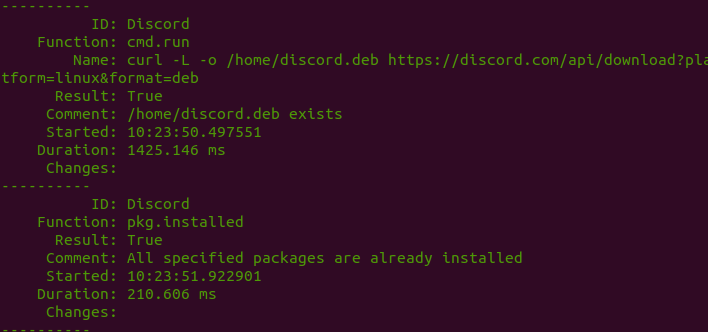 ----------
ID: Discord
Function: cmd.run
Name: curl -L -o /home/discord.deb https://discord.com/api/download?pla
tform=linux&format=deb
Result: True
Comment: /home/discord.deb exists
Started: 10:23:50.497551
Duration: 1425.146 ms
Changes:
----------
ID: Discord
Function: pkg.installed
Result: True
Comment: All specified packages are already installed
Started: 10:23:51.922901
Duration: 210.606 ms
Changes:
----------